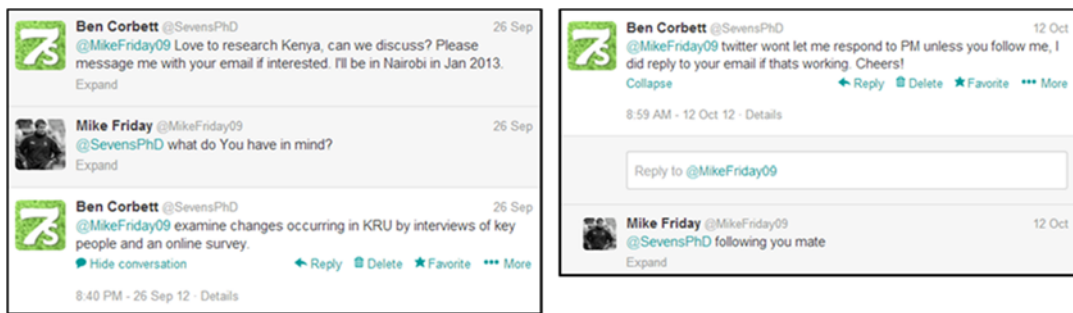 Ben Corbett @SevensPhD 26 Sep
@MikeFriday09 Love to research Kenya, can we discuss? Please
message me with your email if interested. I'll be in Nairobi in Jan 2013.
Expand
Mike Friday @MikeFriday09 26 Sep
@SevensPhD what do You have in mind?
Expand
Ben Corbett @SevensPhD 26 Sep
@MikeFriday09 examine changes occurring in KRU by interviews of key
people and an online survey.
Hide conversation Reply Delete Favorite More
8:40 PM - 26 Sep 12 · Details
Ben Corbett @SevensPhD 12 Oct
@MikeFriday09 twitter wont let me respond to PM unless you follow me, I
did reply to your email if thats working. Cheers!
Collapse Reply Delete Favorite More
8:59 AM - 12 Oct 12 · Details
Reply to @MikeFriday09
Mike Friday @MikeFriday09 12 Oct
@SevensPhD following you mate
Expand